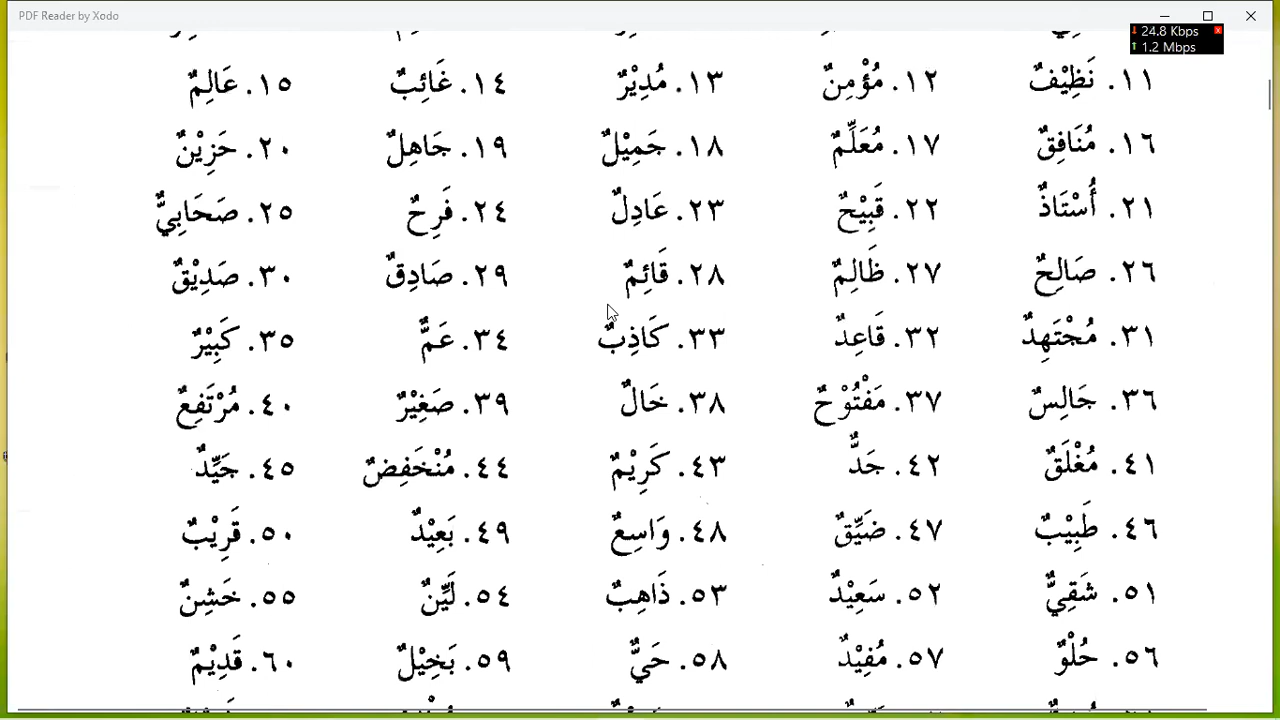 PDF Reader by Xodo
24.8 Kbps
1.2 Mbps
١١. نَظِيْفٌ ١٢. مُؤْمِنٌ ١٣. مُدِيْرٌ ١٤. غَائِبٌ ١٥. عَالِمٌ
١٦. مُنَافِقٌ ١٧. مُعَلِّمٌ ١٨. جَمِيْلٌ ١٩. جَاهِلٌ ٢٠. حَزِيْنٌ
٢١. أُسْتَاذٌ ٢٢. قَبِيْحٌ ٢٣. عَادِلٌ ٢٤. فَرِحٌ ٢٥. صَحَابِيٌّ
٢٦. صَالِحٌ ٢٧. ظَالِمٌ ٢٨. قَائِمٌ ٢٩. صَادِقٌ ٣٠. صَدِيْقٌ
٣١. مُجْتَهِدٌ ٣٢. قَاعِدٌ ٣٣. كَاذِبٌ ٣٤. عَمٌّ ٣٥. كَبِيْرٌ
٣٦. جَالِسٌ ٣٧. مَفْتُوْحٌ ٣٨. خَالٌ ٣٩. صَغِيْرٌ ٤٠. مُرْتَفِعٌ
٤١. مُغْلَقٌ ٤٢. جَدٌّ ٤٣. كَرِيْمٌ ٤٤. مُنْخَفِضٌ ٤٥. جَيِّدٌ
٤٦. طَبِيْبٌ ٤٧. ضَيِّقٌ ٤٨. وَاسِعٌ ٤٩. بَعِيْدٌ ٥٠. قَرِيْبٌ
٥١. شَقِيٌّ ٥٢. سَعِيْدٌ ٥٣. ذَاهِبٌ ٥٤. لَيِّنٌ ٥٥. خَشِنٌ
٥٦. حُلْوٌ ٥٧. مُفِيْدٌ ٥٨. حَيٌّ ٥٩. بَخِيْلٌ ٦٠. قَدِيْمٌ